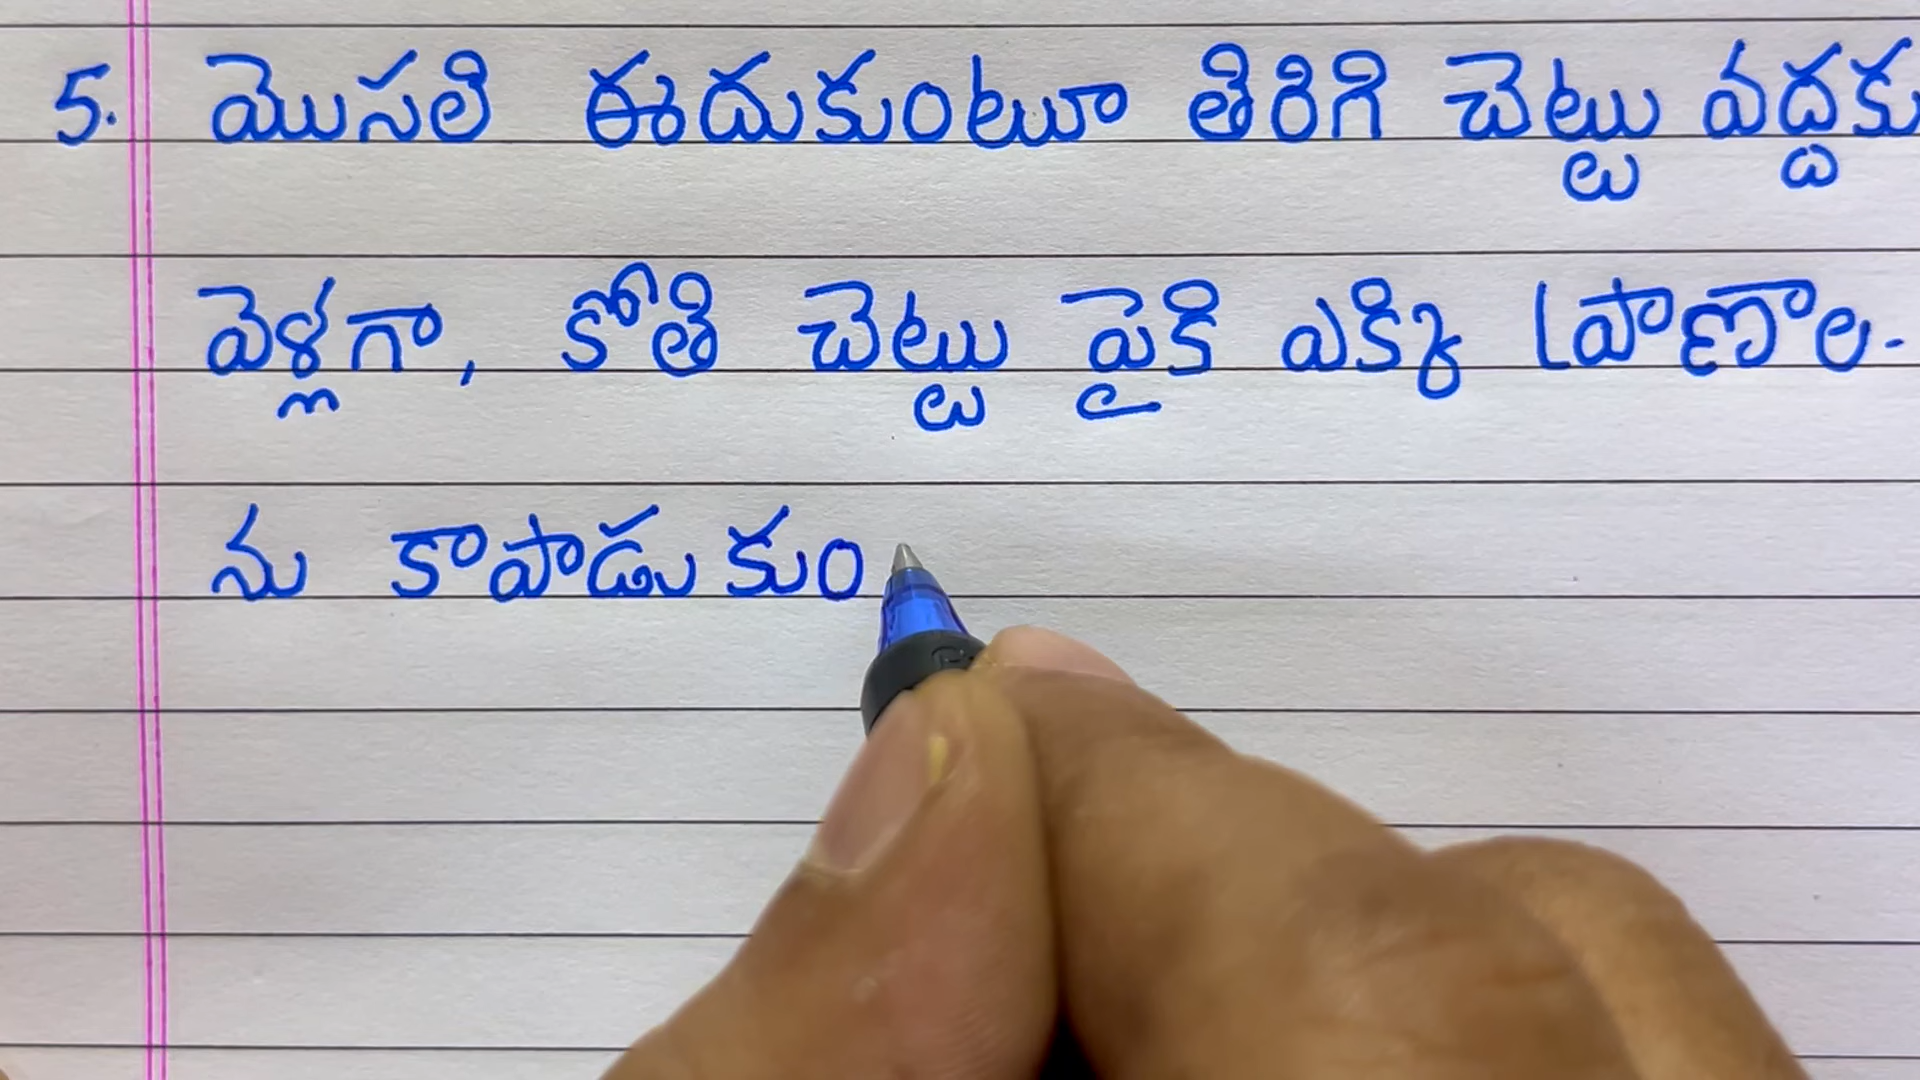 5. మొసలి ఈదుకుంటూ తిరిగి చెట్టు వద్దకు
వెళ్లగా, కోతి చెట్టు పైకి ఎక్కి ప్రాణాల-
ను కాపాడుకుం